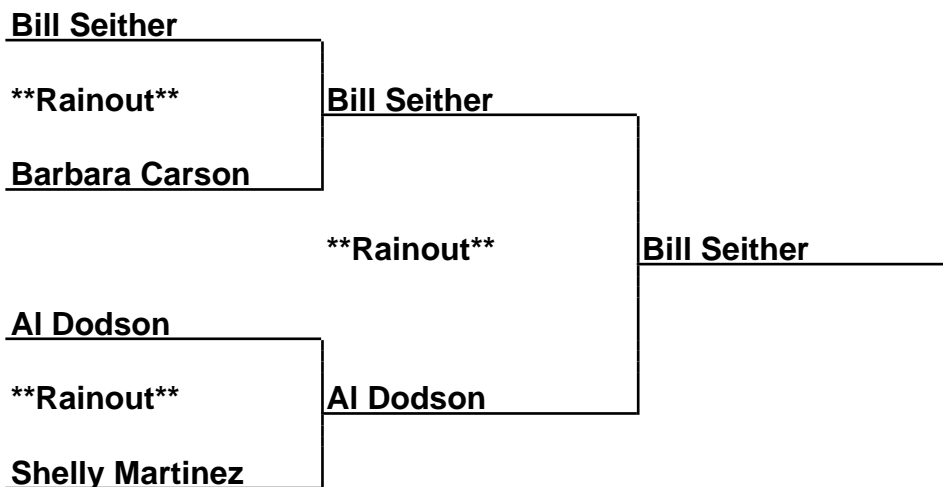 Bill Seither
**Rainout**
Bill Seither
Barbara Carson
**Rainout**
Bill Seither
Al Dodson
**Rainout**
Al Dodson
Shelly Martinez